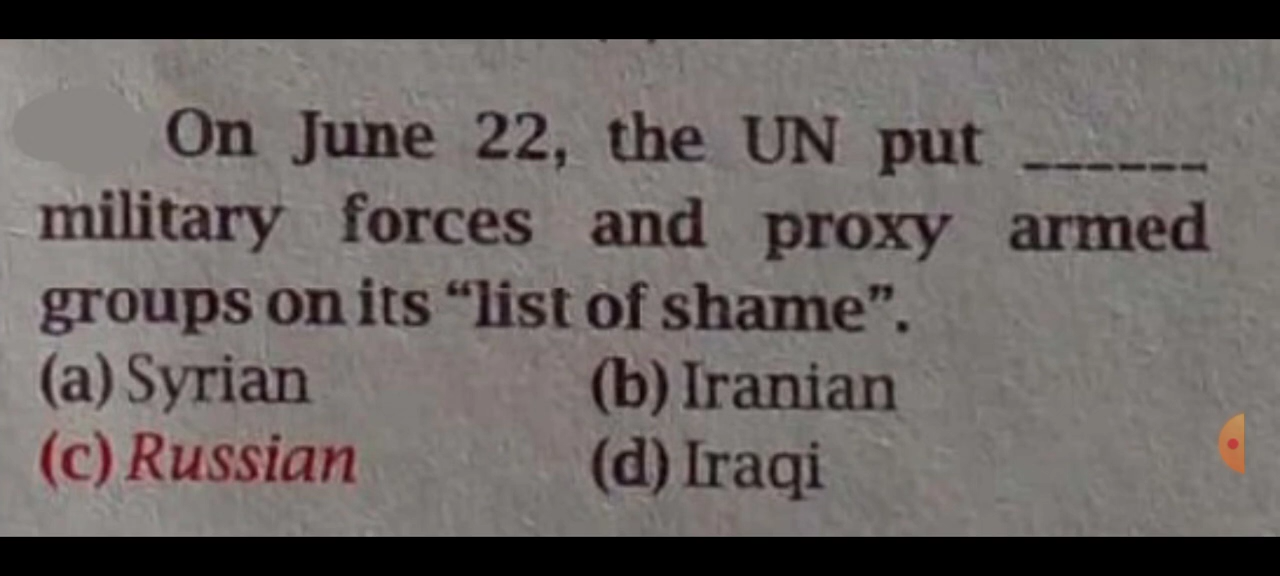 On June 22, the UN put ______
military forces and proxy armed
groups on its “list of shame”.
(a) Syrian (b) Iranian
(c) Russian (d) Iraqi